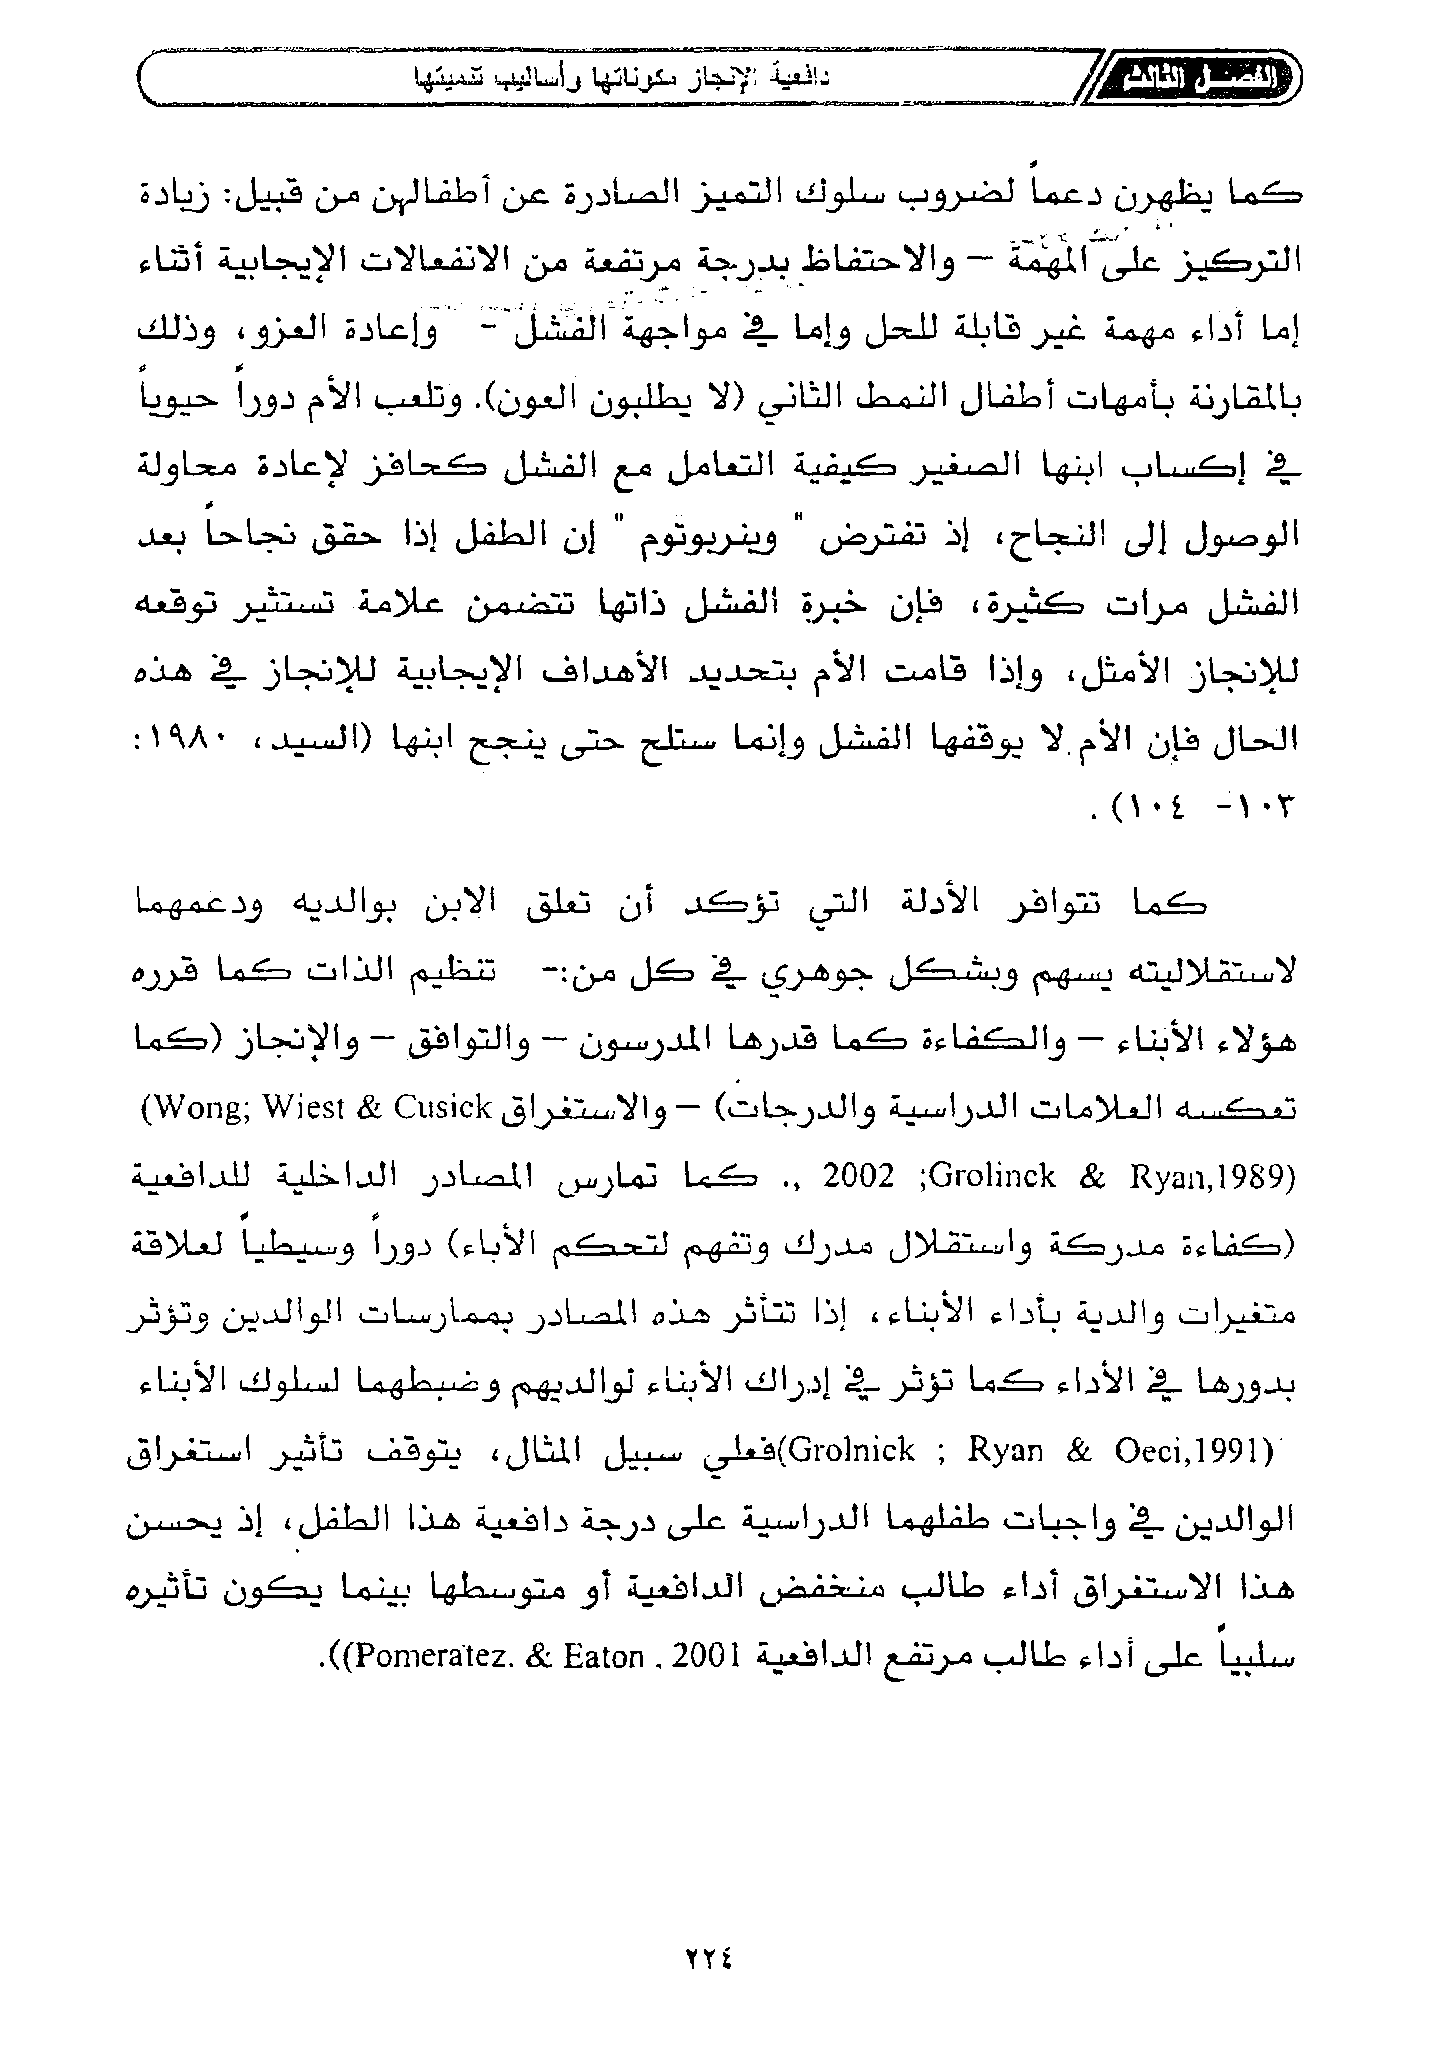 الفصل الثالث
دافعية الإنجاز مكوناتها وأساليب تنميتها
كما يظهرن دعماً لضروب سلوك التميز الصادرة عن أطفالهن من قبيل: زيادة
التركيز على المهمة – والاحتفاظ بدرجة مرتفعة من الانفعالات الإيجابية أثناء
إما أداء مهمة غير قابلة للحل وإما في مواجهة الفشل - وإعادة العزو، وذلك
بالمقارنة بأمهات أطفال النمط الثاني (لا يطلبون العون). وتلعب الأم دوراً حيوياً
في إكساب ابنها الصغير كيفية التعامل مع الفشل كحافز لإعادة محاولة
الوصول إلى النجاح، إذ تفترض " وينربوتوم " إن الطفل إذا حقق نجاحاً بعد
الفشل مرات كثيرة، فإن خبرة الفشل ذاتها تتضمن علامة تستثير توقعه
للإنجاز الأمثل، وإذا قامت الأم بتحديد الأهداف الإيجابية للإنجاز في هذه
الحال فإن الأم لا يوقفها الفشل وإنما ستلح حتى ينجح ابنها (السيد، ١٩٨٠:
١٠٣- ١٠٤) .
كما تتوافر الأدلة التي تؤكد أن تعلق الابن بوالديه ودعمهما
لاستقلاليته يسهم وبشكل جوهري في كل من:- تنظيم الذات كما قرره
هؤلاء الأبناء – والكفاءة كما قدرها المدرسون – والتوافق – والإنجاز (كما
تعكسه العلامات الدراسية والدرجات) – والاستغراق (Wong; Wiest & Cusick
2002 ;Grolinck & Ryan,1989) ,. كما تمارس المصادر الداخلية للدافعية
(كفاءة مدركة واستقلال مدرك وتفهم لتحكم الأباء) دوراً وسيطياً لعلاقة
متغيرات والدية بأداء الأبناء، إذا تتأثر هذه المصادر بممارسات الوالدين وتؤثر
بدورها في الأداء كما تؤثر في إدراك الأبناء لوالديهم وضبطهما لسلوك الأبناء
(Grolnick ; Ryan & Oeci,1991)فعلي سبيل المثال، يتوقف تأثير استغراق
الوالدين في واجبات طفلهما الدراسية على درجة دافعية هذا الطفل، إذ يحسن
هذا الاستغراق أداء طالب منخفض الدافعية أو متوسطها بينما يكون تأثيره
سلبياً على أداء طالب مرتفع الدافعية Pomeratez. & Eaton , 2001)).
٢٢٤